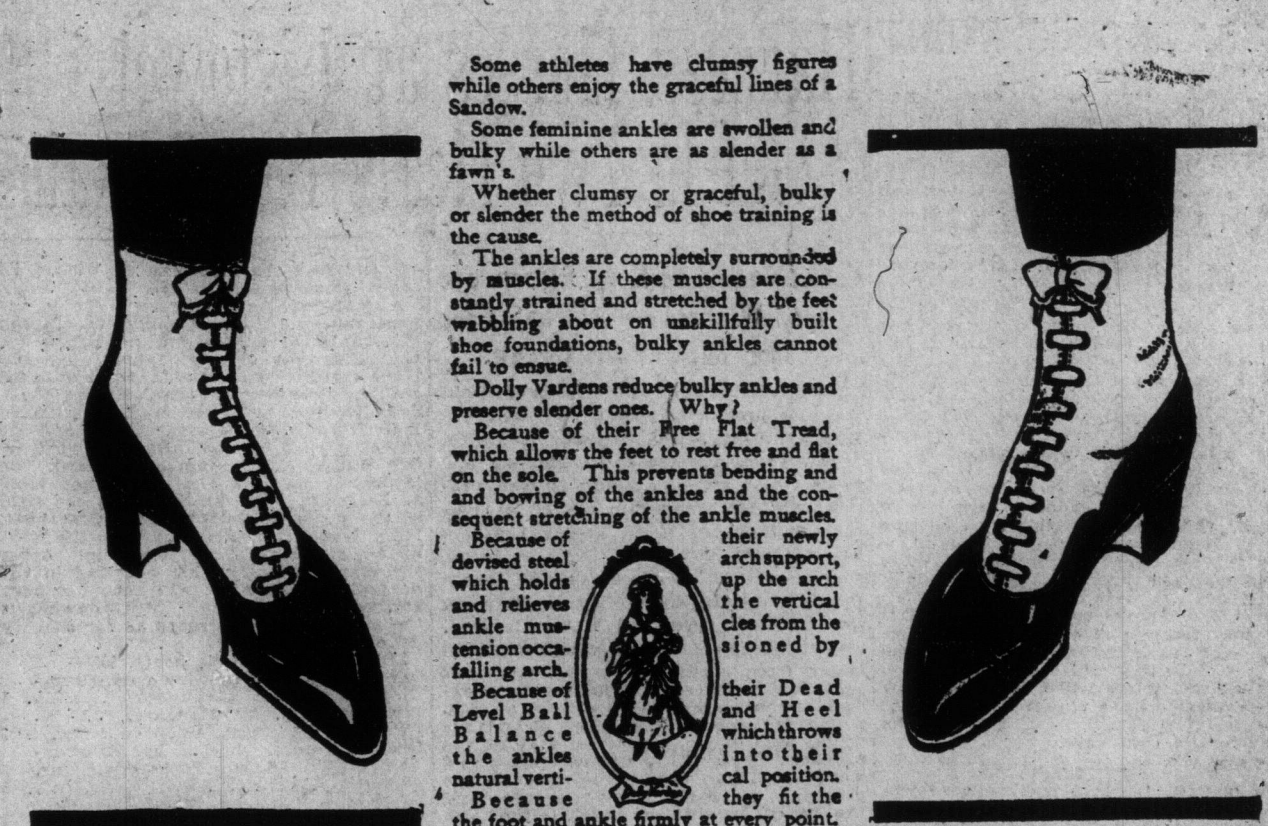 Some athletes have clumsy figures
while others enjoy the graceful lines of a
Sandow.
Some feminine ankles are swollen and
bulky while others are as slender as a
fawn's.
Whether clumsy or graceful, bulky
or slender the method of shoe training is
the cause.
The ankles are completely surrounded
by muscles. If these muscles are con-
stantly strained and stretched by the feet
wabbling about on unskillfully built
shoe foundations, bulky ankles cannot
fail to ensue.
Dolly Vardens reduce bulky ankles and
preserve slender ones. Why?
Because of their Free Flat Tread,
which allows the feet to rest free and flat
on the sole. This prevents bending and
and bowing of the ankles and the con-
sequent stretching of the ankle muscles.
Because of their newly
devised steel arch support,
which holds up the arch
and relieves the vertical
ankle mus- cles from the
tension occa- sioned by
falling arch.
Because of their Dead
Level Ball and Heel
Balance which throws
the ankles into their
natural verti- cal position.
Because they fit the
the foot and ankle firmly at every point.